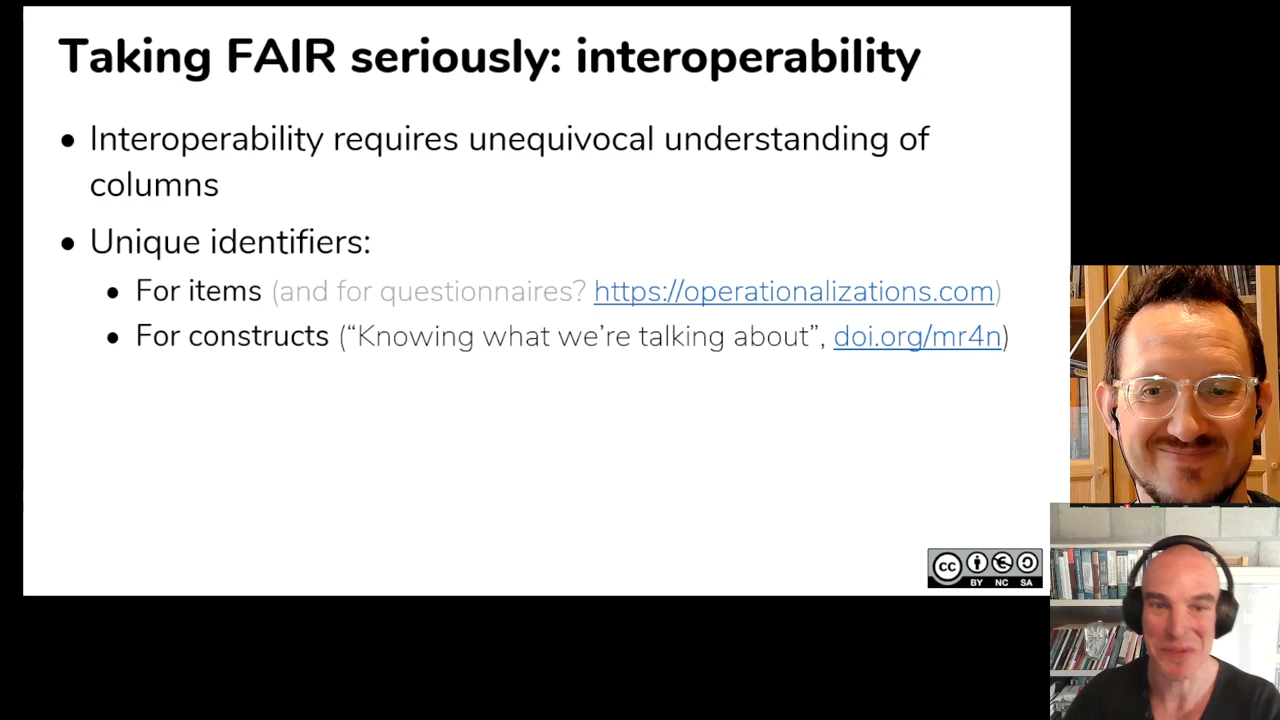 Taking FAIR seriously: interoperability
• Interoperability requires unequivocal understanding of
columns
• Unique identifiers:
• For items (and for questionnaires? https://operationalizations.com)
• For constructs (“Knowing what we’re talking about”, doi.org/mr4n)
cc
BY NC SA